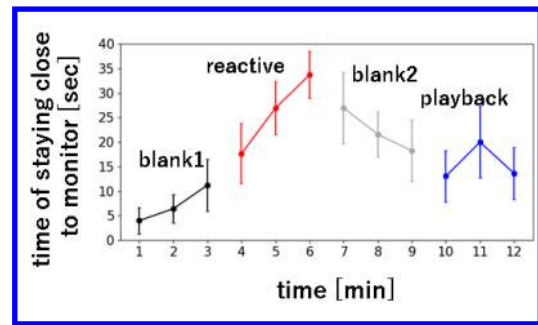 time of staying close
to monitor [sec]
40
35
30
25
20
15
10
5
0
blank1
reactive
blank2
playback
1 2 3 4 5 6 7 8 9 10 11 12
time [min]